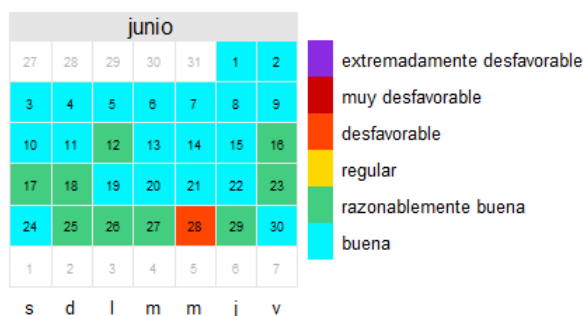 junio
27 28 29 30 31 1 2
3 4 5 6 7 8 9
10 11 12 13 14 15 16
17 18 19 20 21 22 23
24 25 26 27 28 29 30
1 2 3 4 5 6 7
s d l m m j v
extremadamente desfavorable
muy desfavorable
desfavorable
regular
razonablemente buena
buena